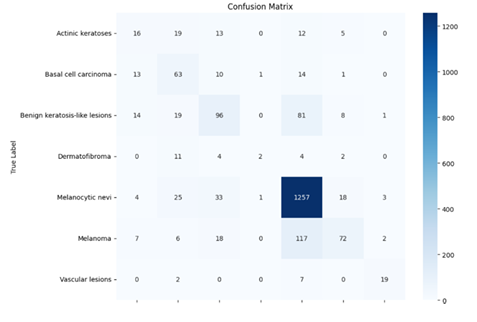 Confusion Matrix
Actinic keratoses 16 19 13 0 12 5 0
Basal cell carcinoma 13 63 10 1 14 1 0
Benign keratosis-like lesions 14 19 96 0 81 8 1
Dermatofibroma 0 11 4 2 4 2 0
Melanocytic nevi 4 25 33 1 1257 18 3
Melanoma 7 6 18 0 117 72 2
Vascular lesions 0 2 0 0 7 0 19
True Label
1200
1000
800
600
400
200
0